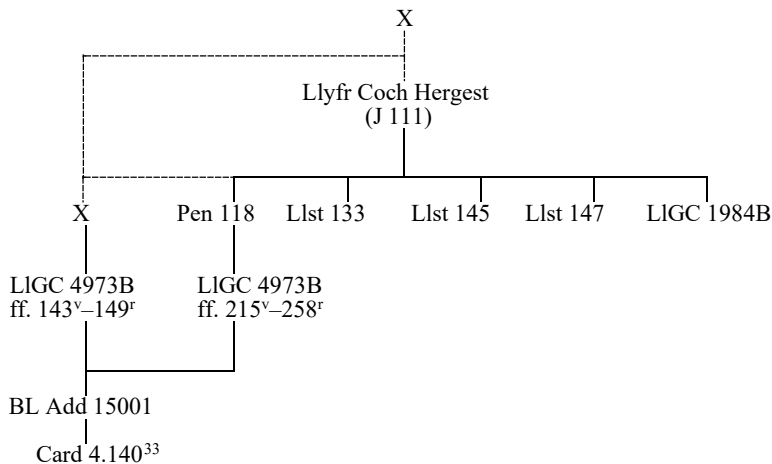 X
Llyfr Coch Hergest
(J 111)
X Pen 118 Llst 133 Llst 145 Llst 147 LlGC 1984B
LlGC 4973B LlGC 4973B
ff. 143ᵛ–149ʳ ff. 215ᵛ–258ʳ
BL Add 15001
Card 4.140³³